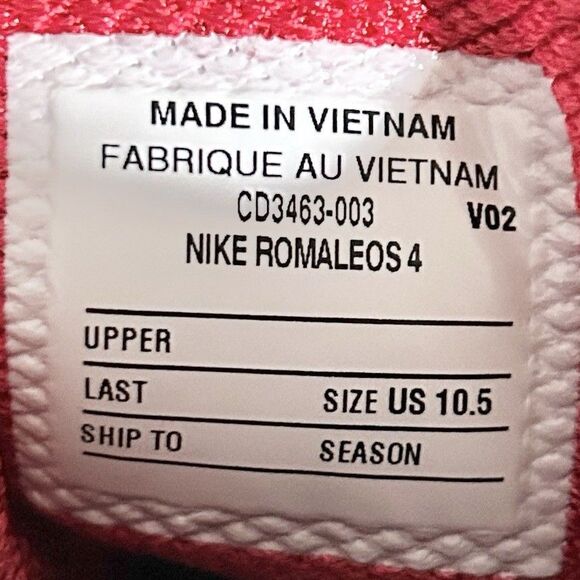 MADE IN VIETNAM
FABRIQUE AU VIETNAM
CD3463-003 V02
NIKE ROMALEOS 4
UPPER
LAST SIZE US 10.5
SHIP TO SEASON